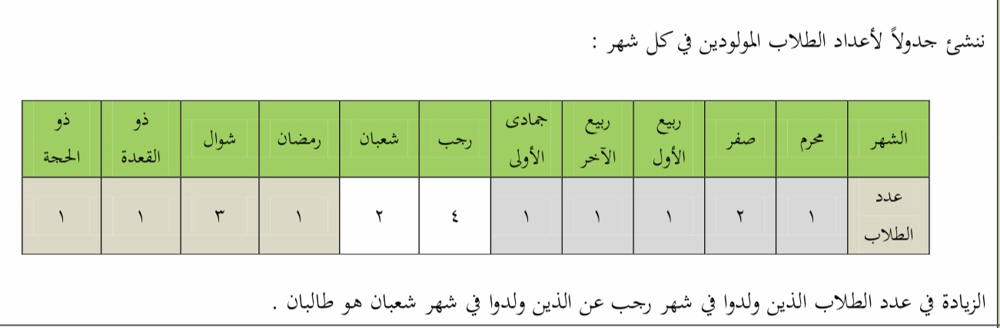 ننشئ جدولاً لأعداد الطلاب المولودين في كل شهر :
الشهر محرم صفر ربيع الأول ربيع الآخر جمادى الأولى رجب شعبان رمضان شوال ذو القعدة ذو الحجة
عدد الطلاب ١ ٢ ١ ١ ١ ٤ ٢ ١ ٣ ١ ١
الزيادة في عدد الطلاب الذين ولدوا في شهر رجب عن الذين ولدوا في شهر شعبان هو طالبان .